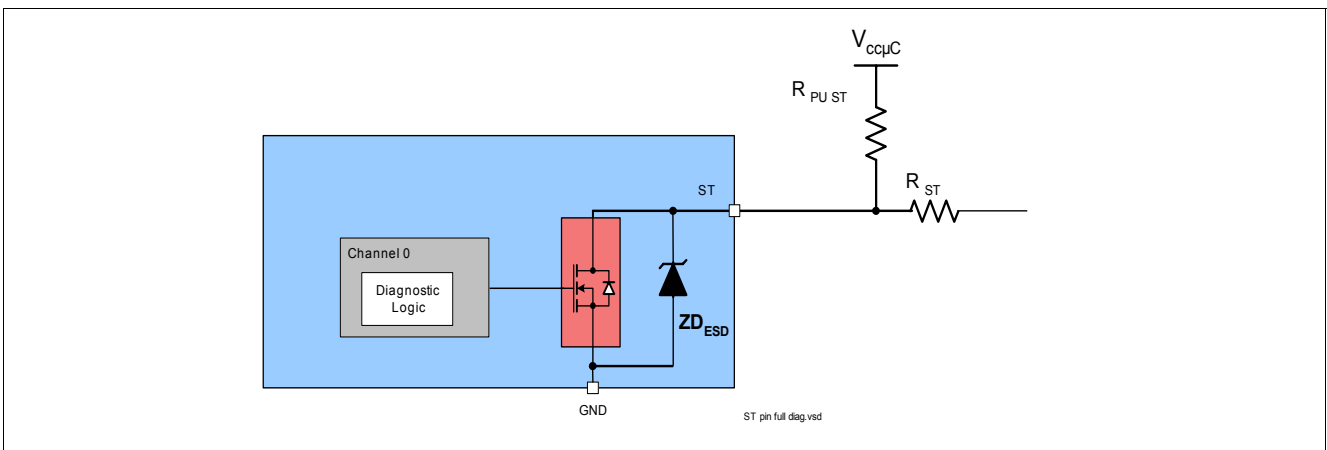 VccµC
R PU ST
R ST
ST
Channel 0
Diagnostic
Logic
ZDESD
GND
ST pin full diag.vsd